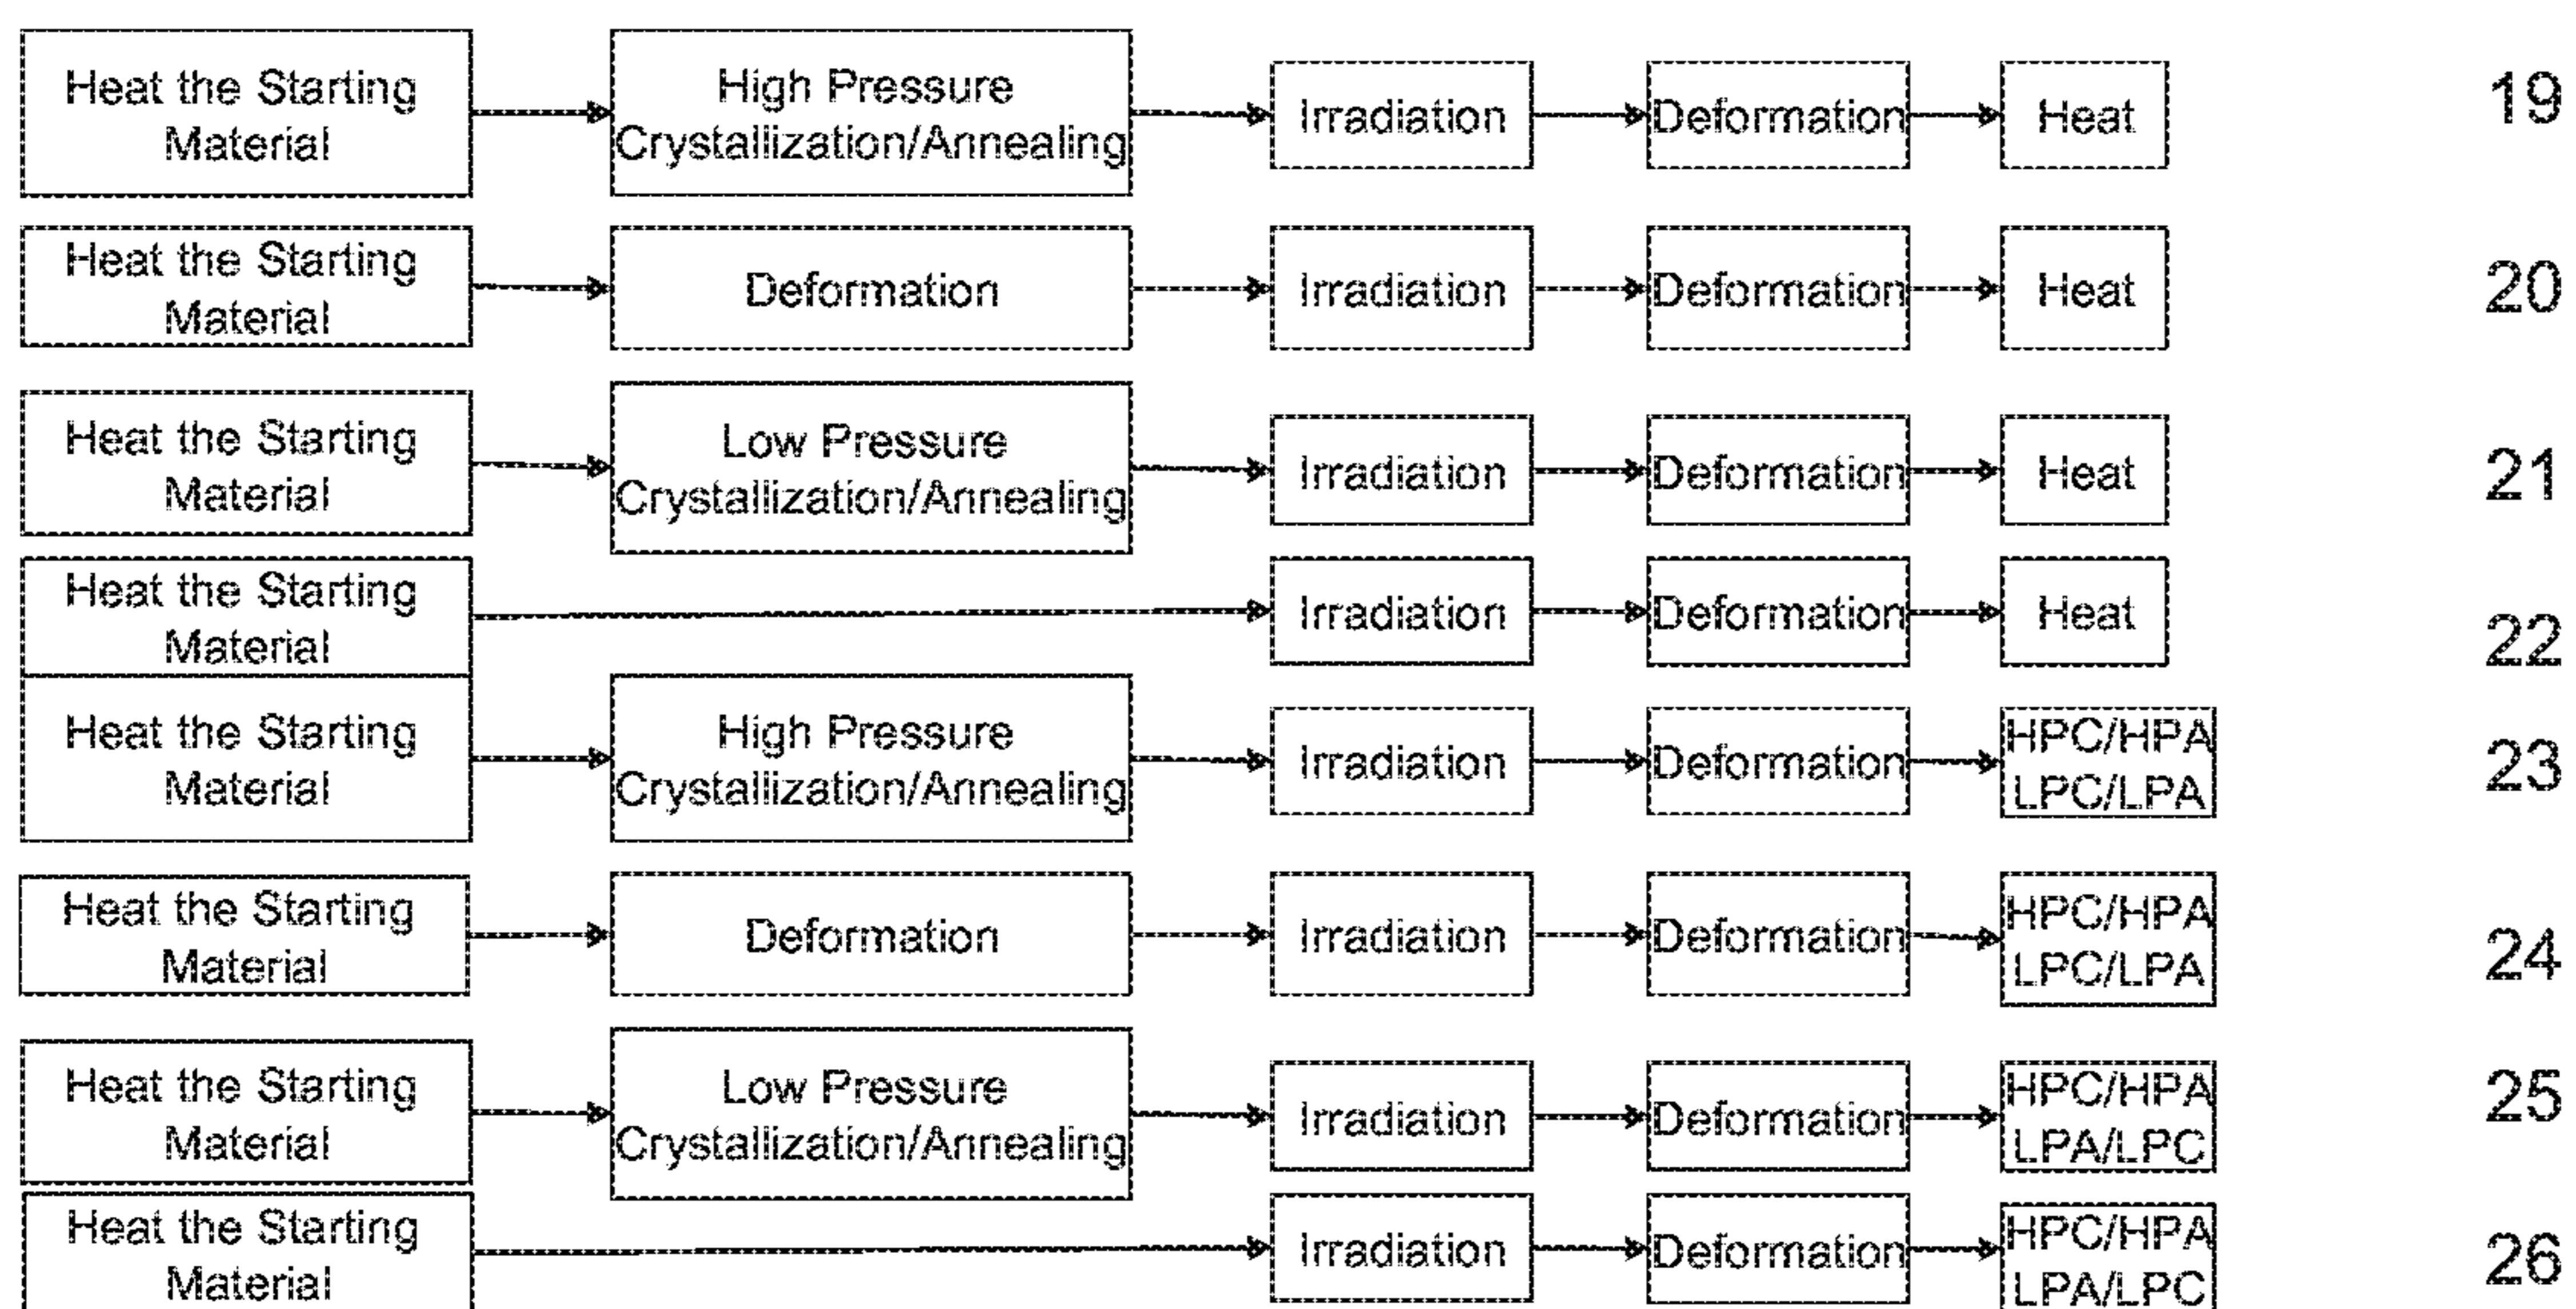 Heat the Starting
Material
High Pressure
Crystallization/Annealing
Irradiation
Deformation
Heat
19
Heat the Starting
Material
Deformation
Irradiation
Deformation
Heat
20
Heat the Starting
Material
Low Pressure
Crystallization/Annealing
Irradiation
Deformation
Heat
21
Heat the Starting
Material
Irradiation
Deformation
Heat
22
Heat the Starting
Material
High Pressure
Crystallization/Annealing
Irradiation
Deformation
HPC/HPA
LPC/LPA
23
Heat the Starting
Material
Deformation
Irradiation
Deformation
HPC/HPA
LPC/LPA
24
Heat the Starting
Material
Low Pressure
Crystallization/Annealing
Irradiation
Deformation
HPC/HPA
LPA/LPC
25
Heat the Starting
Material
Irradiation
Deformation
HPC/HPA
LPA/LPC
26